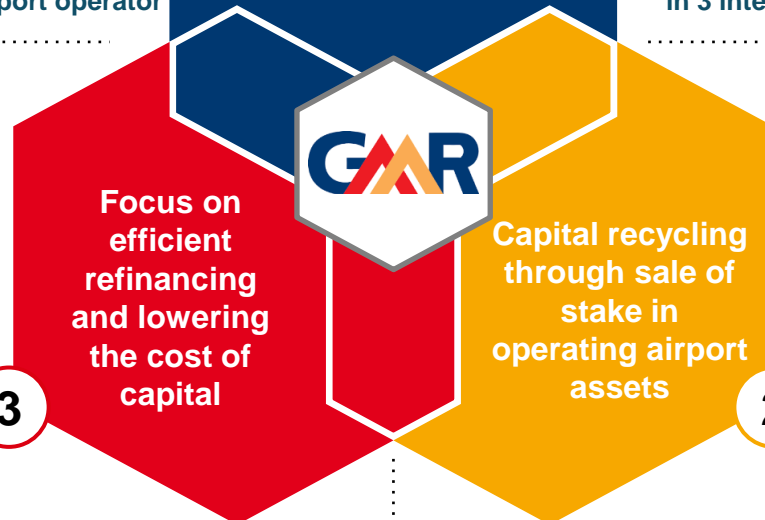 port operator
in 3 Inte
GMR
Focus on
efficient
refinancing
and lowering
the cost of
capital
Capital recycling
through sale of
stake in
operating airport
assets
3